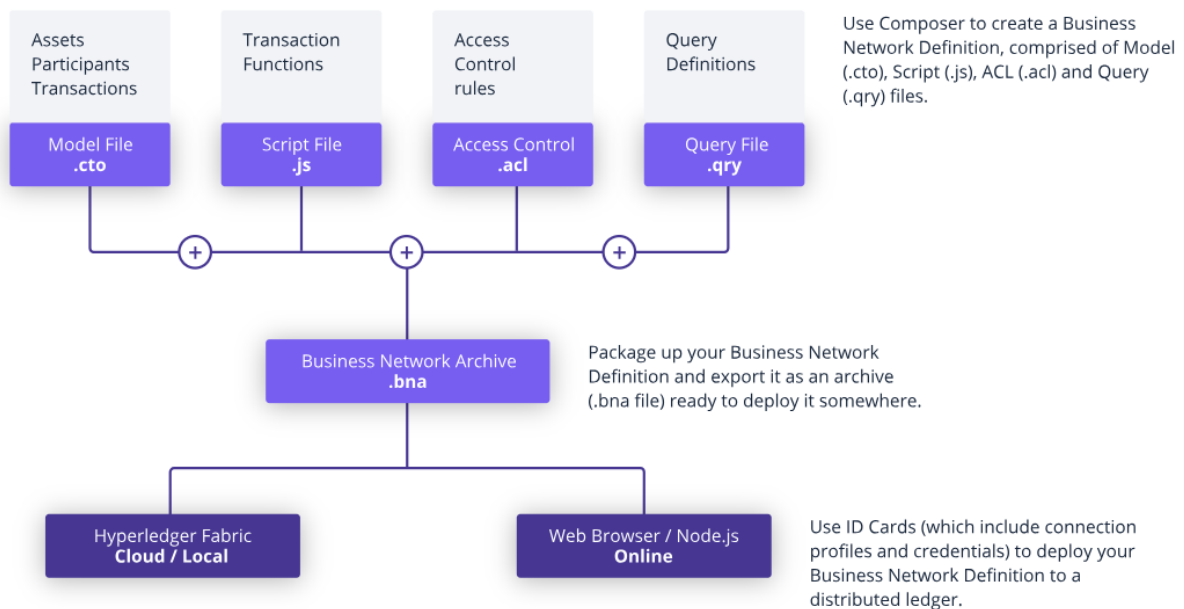 Assets
Participants
Transactions
Model File
.cto
Transaction
Functions
Script File
.js
Access
Control
rules
Access Control
.acl
Query
Definitions
Query File
.qry
Use Composer to create a Business
Network Definition, comprised of Model
(.cto), Script (.js), ACL (.acl) and Query
(.qry) files.
+
+
+
Business Network Archive
.bna
Package up your Business Network
Definition and export it as an archive
(.bna file) ready to deploy it somewhere.
Hyperledger Fabric
Cloud / Local
Web Browser / Node.js
Online
Use ID Cards (which include connection
profiles and credentials) to deploy your
Business Network Definition to a
distributed ledger.